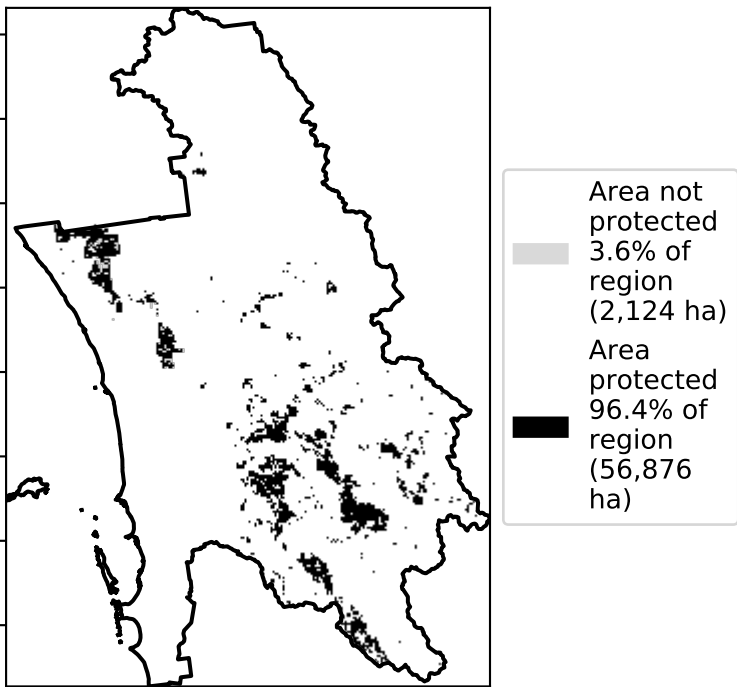 Area not
protected
3.6% of
region
(2,124 ha)
Area
protected
96.4% of
region
(56,876
ha)